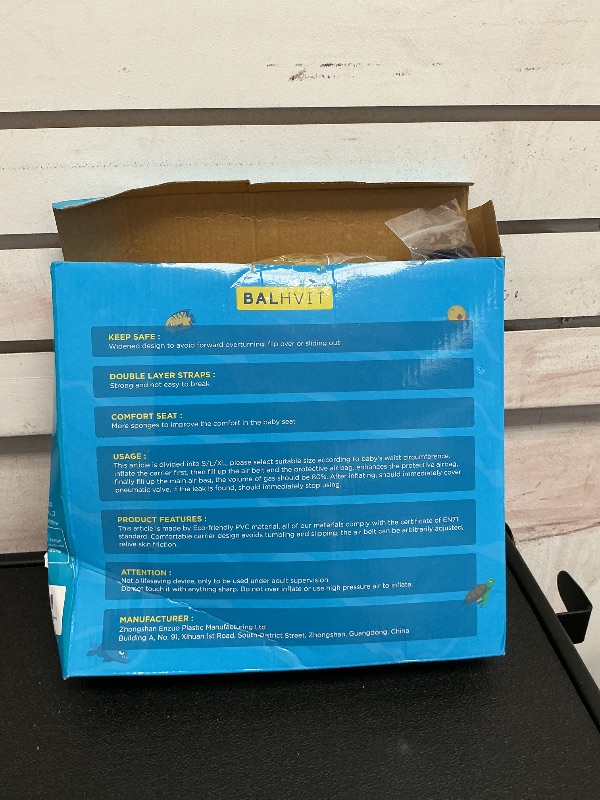 BALHVIT
KEEP SAFE :
Widened design to avoid forward overturning, flip over or sliding out
DOUBLE LAYER STRAPS :
Strong and not easy to break
COMFORT SEAT :
More sponges to improve the comfort in the baby seat
USAGE :
This article is divided into S/L/XL, please select suitable size according to baby's waist circumference.
Inflate the carrier first, then fill up the air belt and the protective air bag, enhances the protective airbag,
finally fill up the main air bag, the volume of gas should be 80%. After inflating, should immediately cover
pneumatic valve, if the leak is found, should immediately stop using.
PRODUCT FEATURES :
This article is made by Eco-friendly PVC material, all of our materials comply with the certificate of EN71
standard. Comfortable carrier design avoids tumbling and slipping, the air belt can be arbitrarily adjusted,
relive skin friction.
ATTENTION :
Not a lifesaving device, only to be used under adult supervision.
Do not touch it with anything sharp. Do not over inflate or use high pressure air to inflate.
MANUFACTURER :
Zhongshan Enzuo Plastic Manufacturing Ltd
Building A, No. 91, Xihuan 1st Road, South District Street, Zhongshan, Guangdong, China